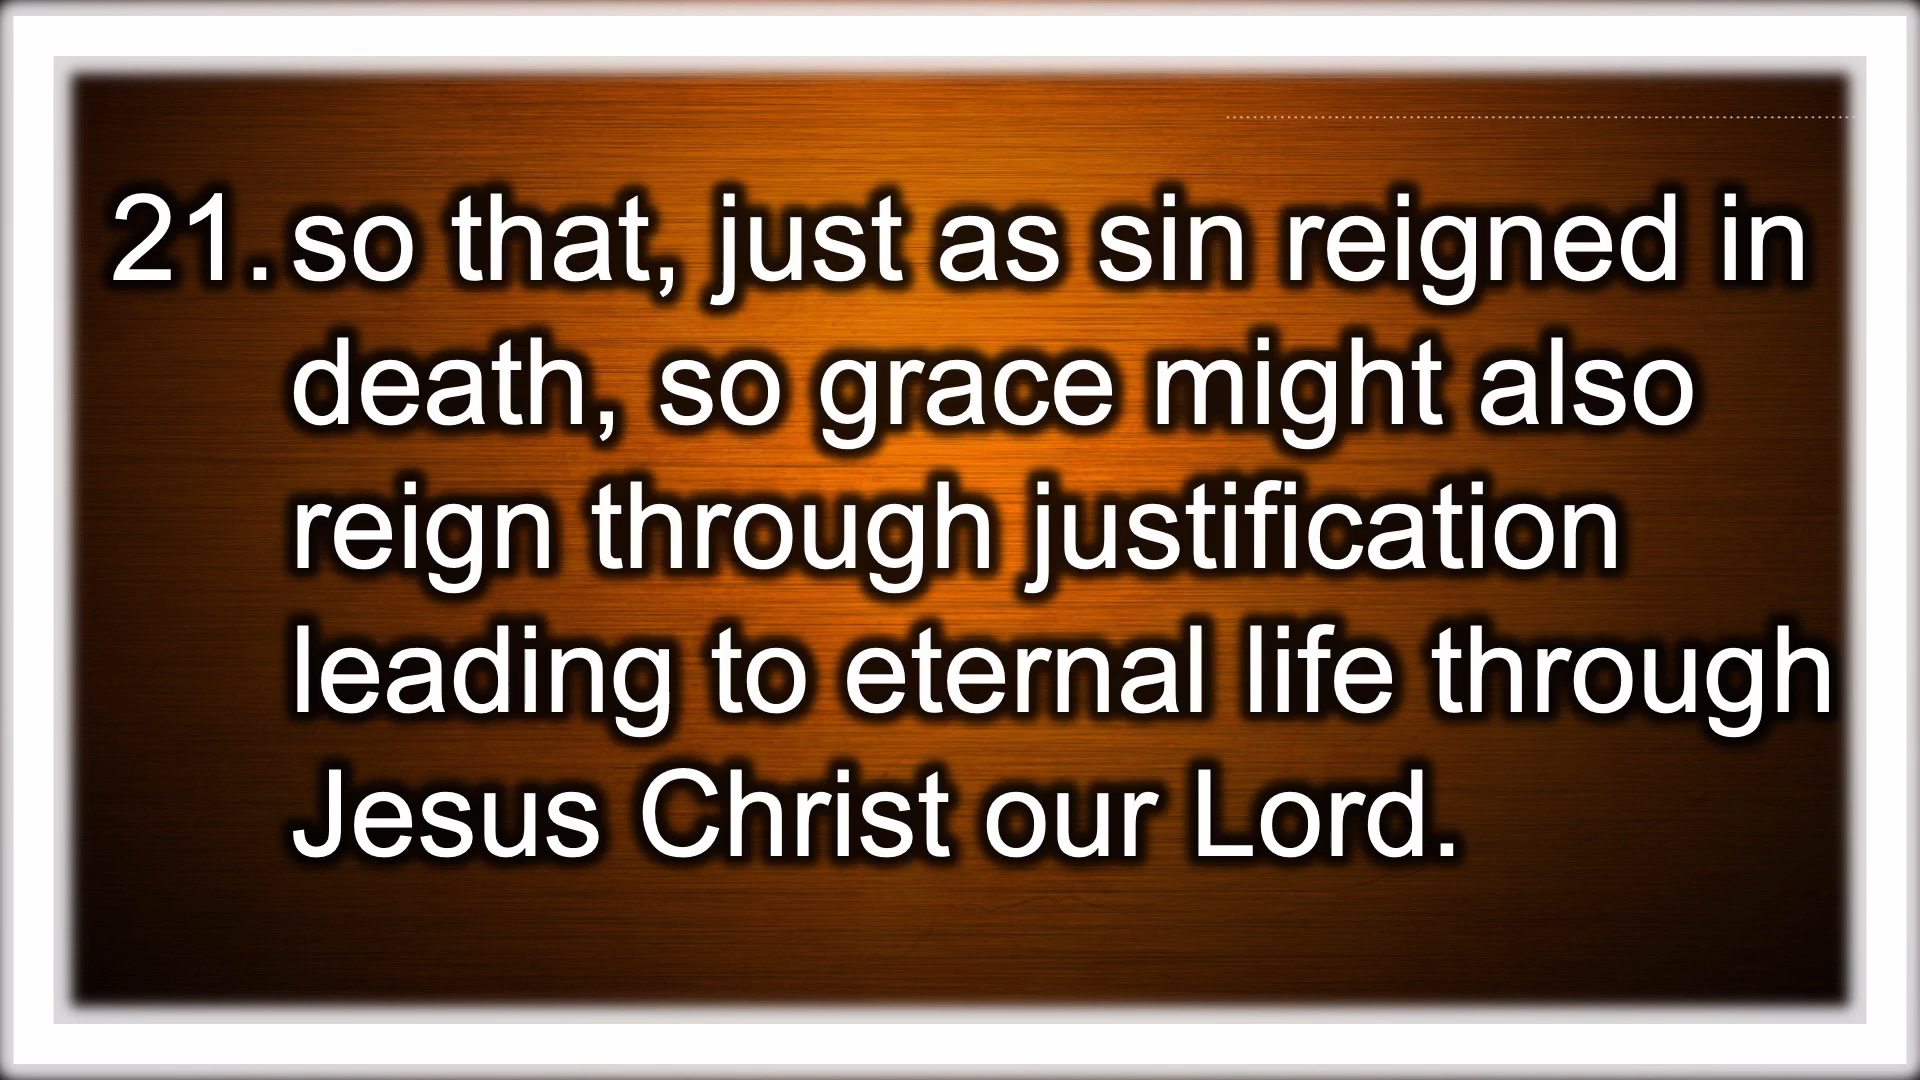 21. so that, just as sin reigned in
death, so grace might also
reign through justification
leading to eternal life through
Jesus Christ our Lord.